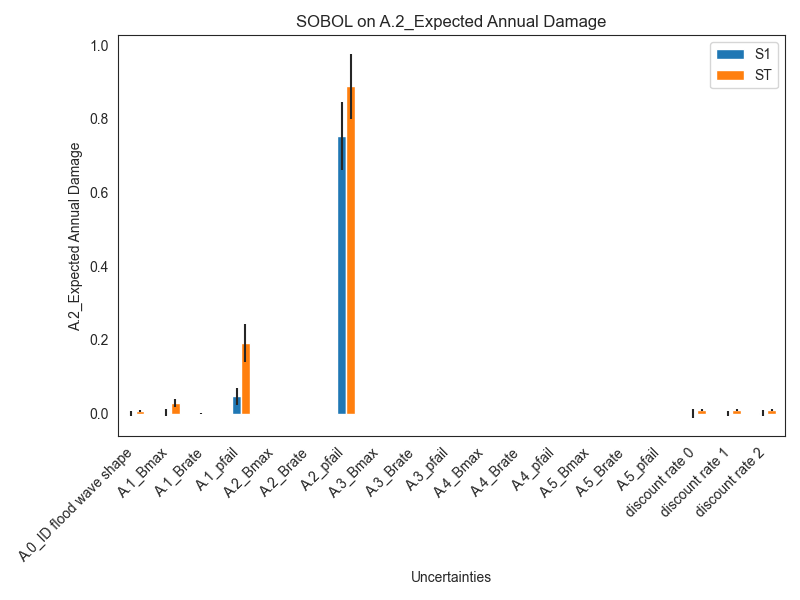 SOBOL on A.2_Expected Annual Damage
S1
ST
A.2_Expected Annual Damage
1.0
0.8
0.6
0.4
0.2
0.0
A.0_ID flood wave shape
A.1_Bmax
A.1_Brate
A.1_pfail
A.2_Bmax
A.2_Brate
A.2_pfail
A.3_Bmax
A.3_Brate
A.3_pfail
A.4_Bmax
A.4_Brate
A.4_pfail
A.5_Bmax
A.5_Brate
A.5_pfail
discount rate 0
discount rate 1
discount rate 2
Uncertainties